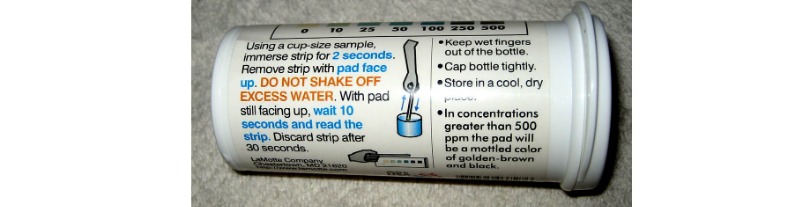 0 10 25 50 100 250 500
Using a cup-size sample,
immerse strip for 2 seconds.
Remove strip with pad face
up. DO NOT SHAKE OFF
EXCESS WATER. With pad
still facing up, wait 10
seconds and read the
strip. Discard strip after
30 seconds.
LaMotte Company
Chestertown, MD 21620
•Keep wet fingers
out of the bottle.
•Cap bottle tightly.
•Store in a cool, dry
place.
•In concentrations
greater than 500
ppm the pad will
be a mottled color
of golden-brown
and black.